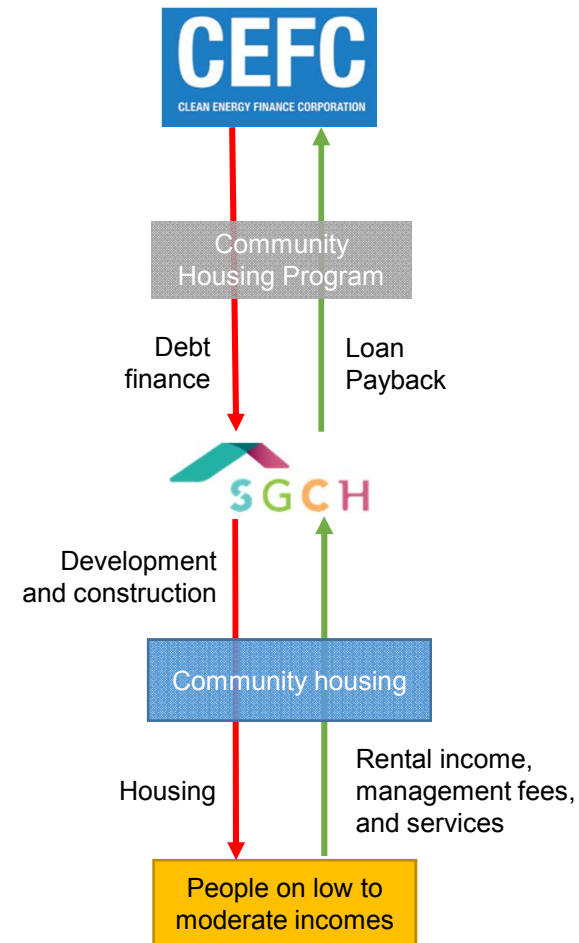 CEFC
CLEAN ENERGY FINANCE CORPORATION
Community
Housing Program
Debt
finance
Loan
Payback
SGCH
Development
and construction
Community housing
Housing
Rental income,
management fees,
and services
People on low to
moderate incomes